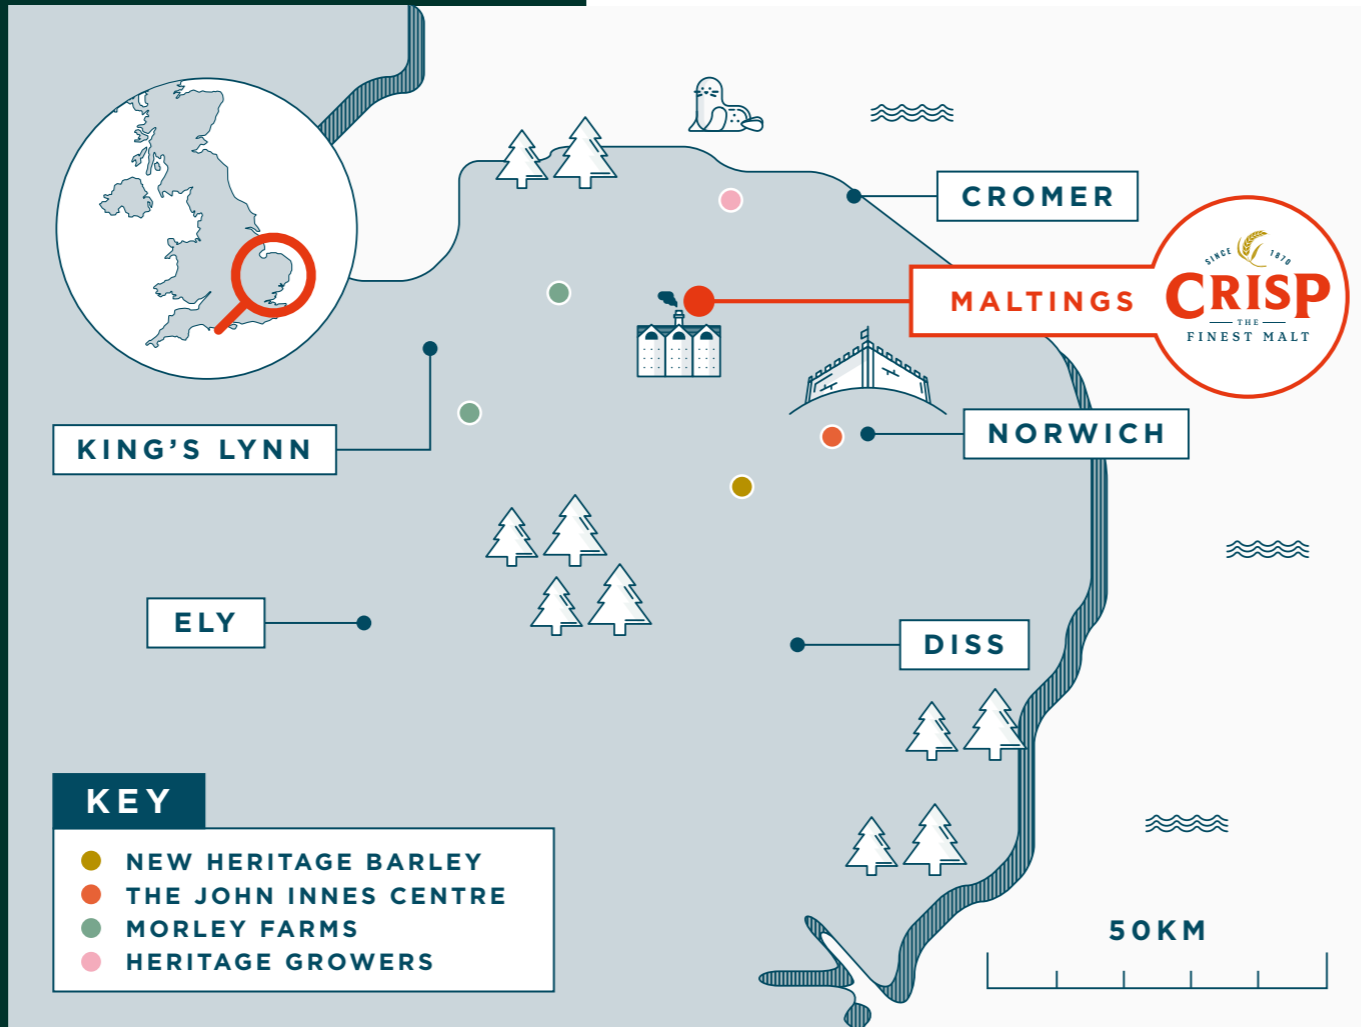 CROMER
MALTINGS
SINCE 1870
CRISP
THE
FINEST MALT
KING'S LYNN
NORWICH
ELY
DISS
KEY
NEW HERITAGE BARLEY
THE JOHN INNES CENTRE
MORLEY FARMS
HERITAGE GROWERS
50KM